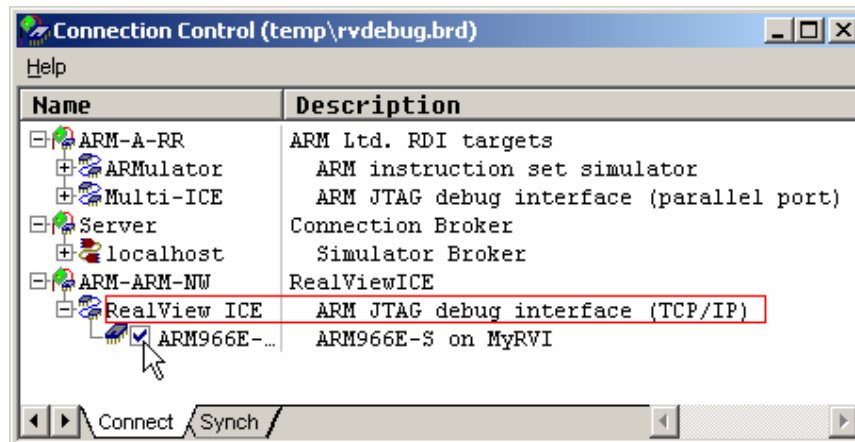 Connection Control (temp\rvdebug.brd)
Help
Name Description
ARM-A-RR ARM Ltd. RDI targets
ARMulator ARM instruction set simulator
Multi-ICE ARM JTAG debug interface (parallel port)
Server Connection Broker
localhost Simulator Broker
ARM-ARM-NW RealViewICE
RealView ICE ARM JTAG debug interface (TCP/IP)
ARM966E-… ARM966E-S on MyRVI
Connect Synch